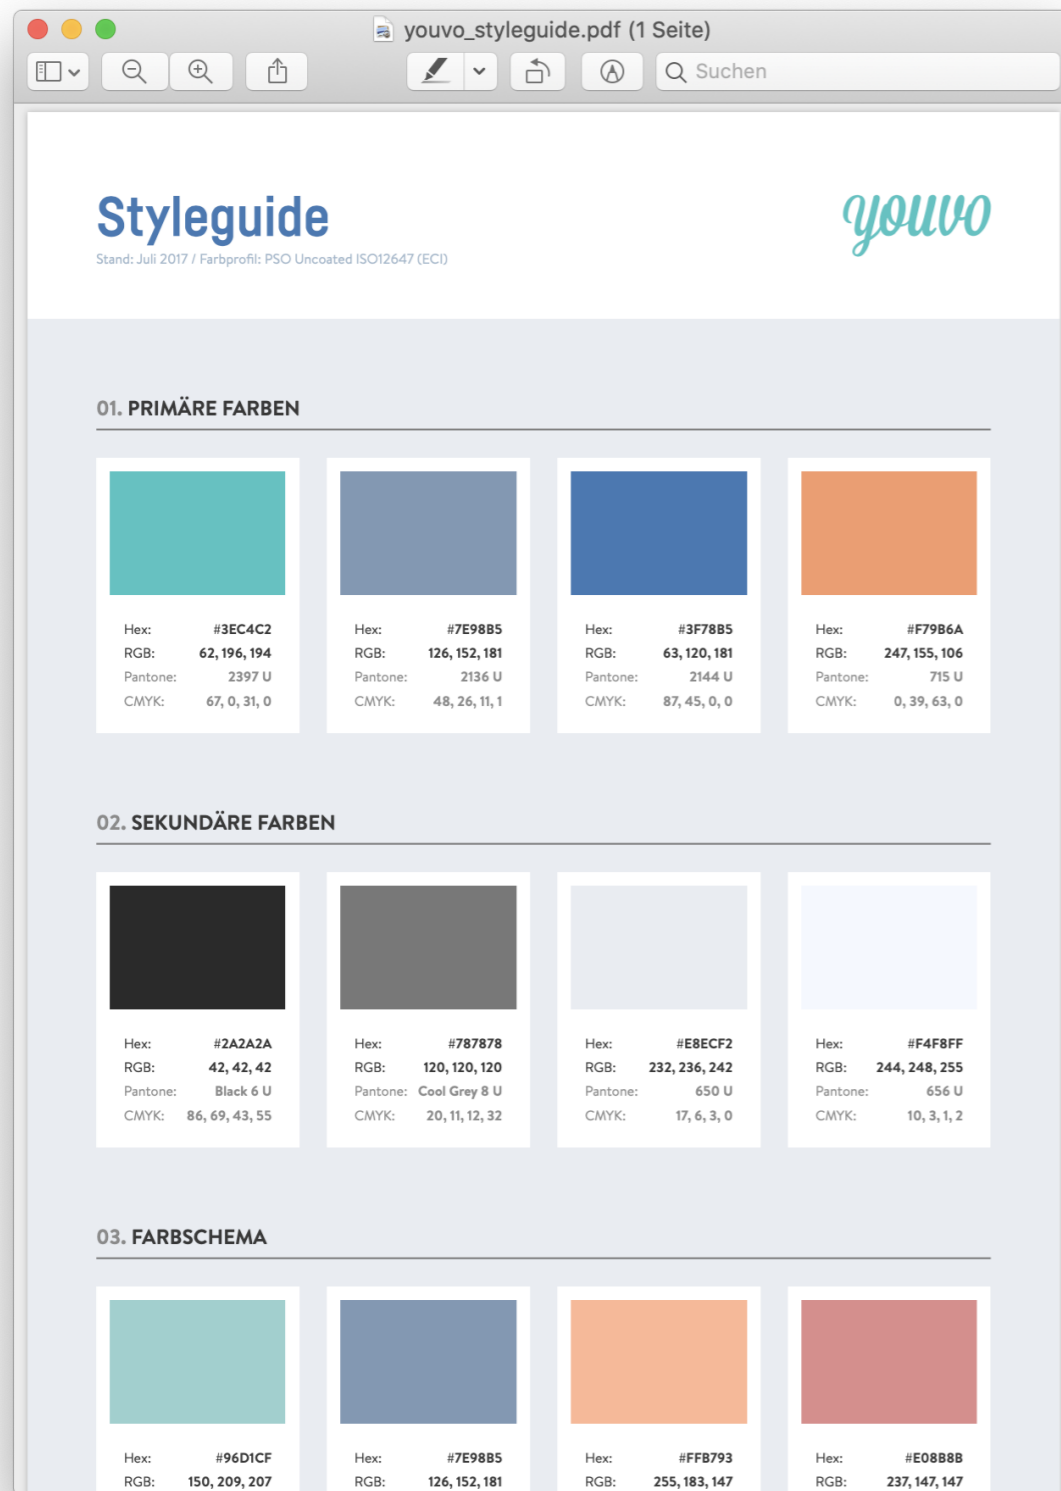 youvo_styleguide.pdf (1 Seite)
Suchen
Styleguide
youvo
Stand: Juli 2017 / Farbprofil: PSO Uncoated ISO12647 (ECI)
01. PRIMÄRE FARBEN
Hex: #3EC4C2
RGB: 62, 196, 194
Pantone: 2397 U
CMYK: 67, 0, 31, 0
Hex: #7E98B5
RGB: 126, 152, 181
Pantone: 2136 U
CMYK: 48, 26, 11, 1
Hex: #3F78B5
RGB: 63, 120, 181
Pantone: 2144 U
CMYK: 87, 45, 0, 0
Hex: #F79B6A
RGB: 247, 155, 106
Pantone: 715 U
CMYK: 0, 39, 63, 0
02. SEKUNDÄRE FARBEN
Hex: #2A2A2A
RGB: 42, 42, 42
Pantone: Black 6 U
CMYK: 86, 69, 43, 55
Hex: #787878
RGB: 120, 120, 120
Pantone: Cool Grey 8 U
CMYK: 20, 11, 12, 32
Hex: #E8ECF2
RGB: 232, 236, 242
Pantone: 650 U
CMYK: 17, 6, 3, 0
Hex: #F4F8FF
RGB: 244, 248, 255
Pantone: 656 U
CMYK: 10, 3, 1, 2
03. FARBSCHEMA
Hex: #96D1CF
RGB: 150, 209, 207
Hex: #7E98B5
RGB: 126, 152, 181
Hex: #FFB793
RGB: 255, 183, 147
Hex: #E08B8B
RGB: 237, 147, 147